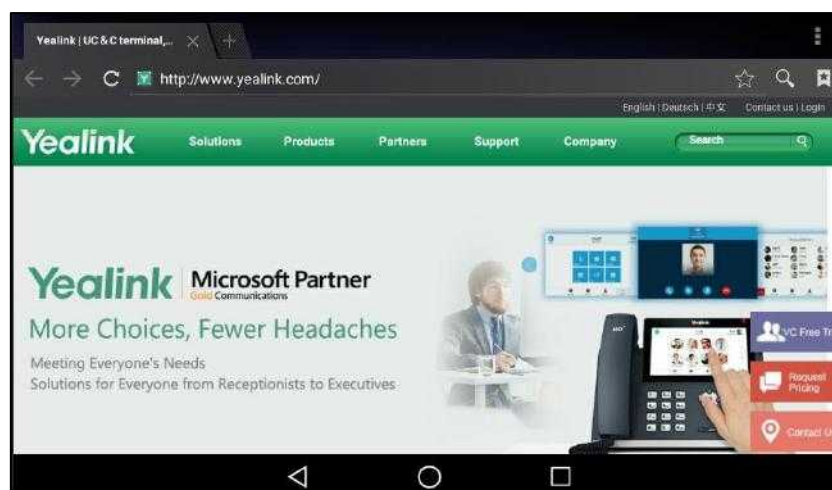 Yealink | UC & C terminal,...
http://www.yealink.com/
English | Deutsch | 中文 Contact us | Login
Yealink Solutions Products Partners Support Company Search
Yealink Microsoft Partner
Gold Communications
More Choices, Fewer Headaches
Meeting Everyone's Needs
Solutions for Everyone from Receptionists to Executives
Yealink
VC Free Tr
Request
Pricing
Contact U